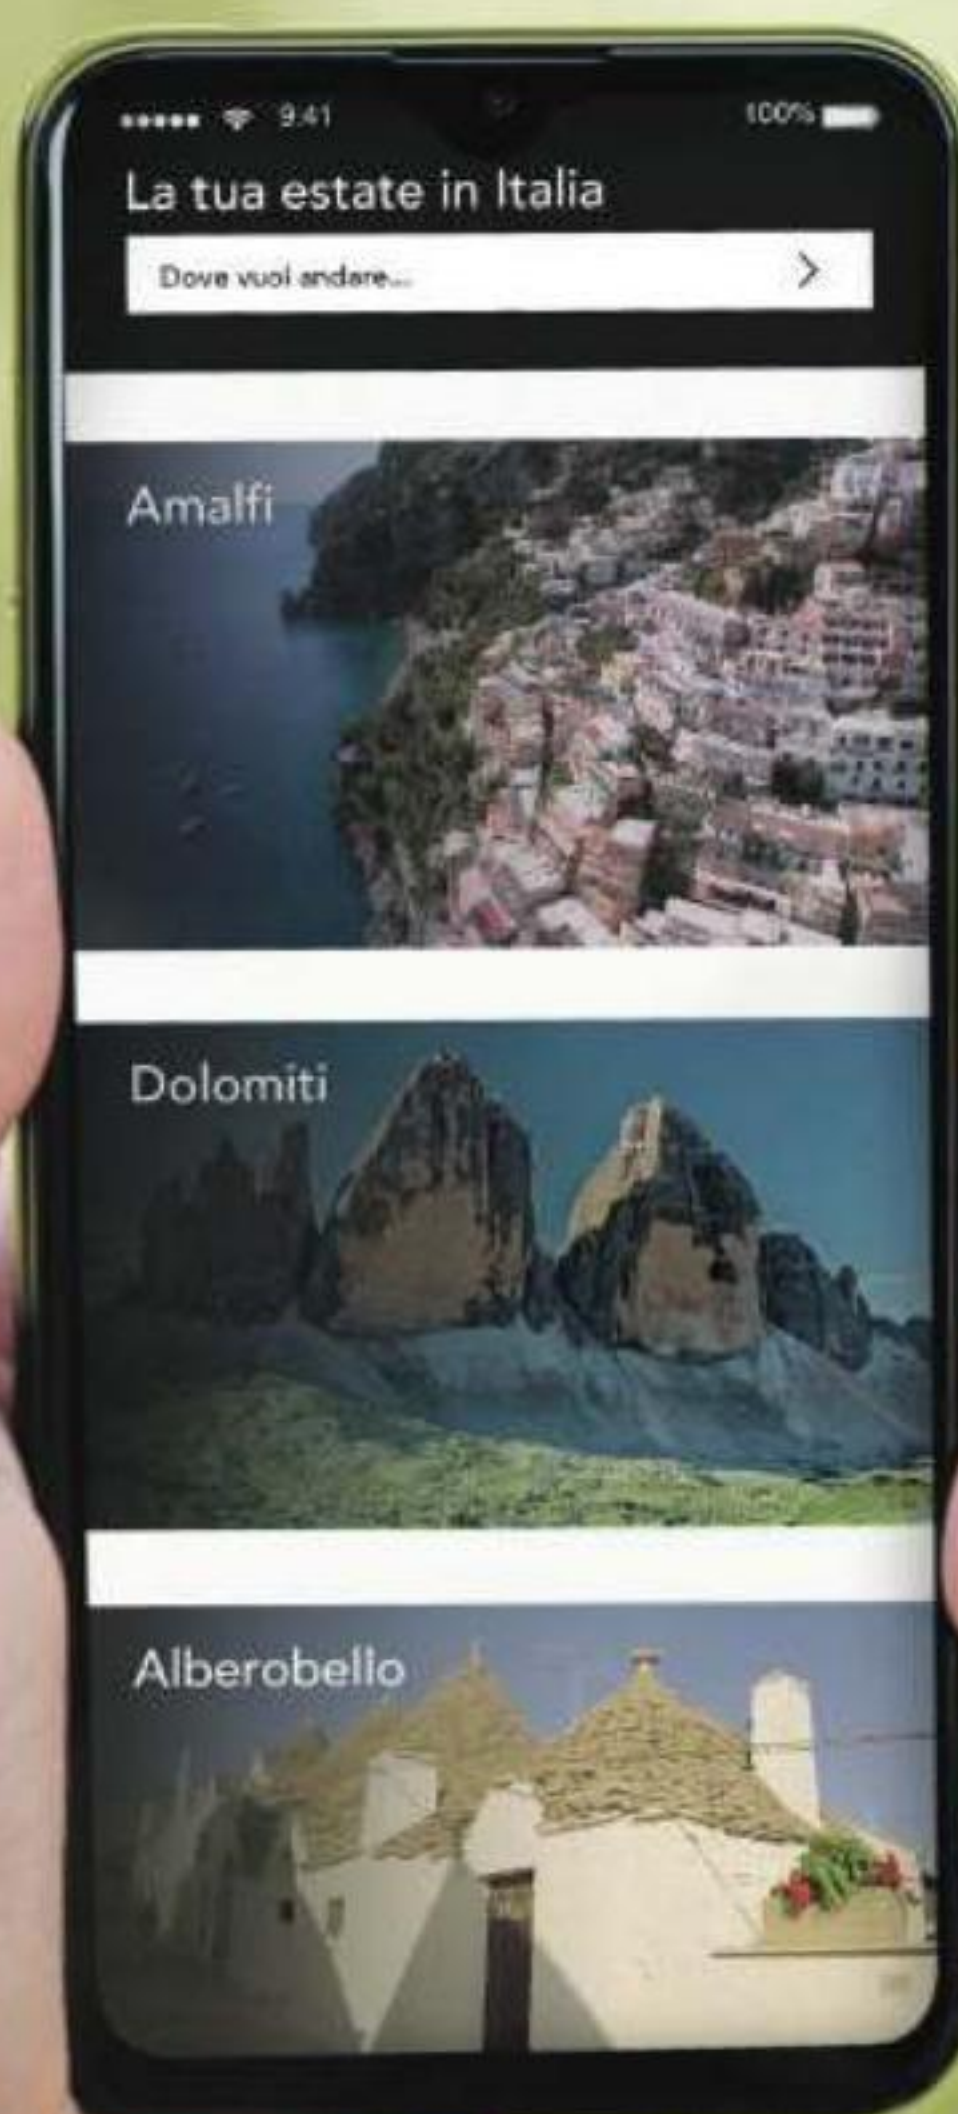 9.41
100%
La tua estate in Italia
Dove vuoi andare...
Amalfi
Dolomiti
Alberobello